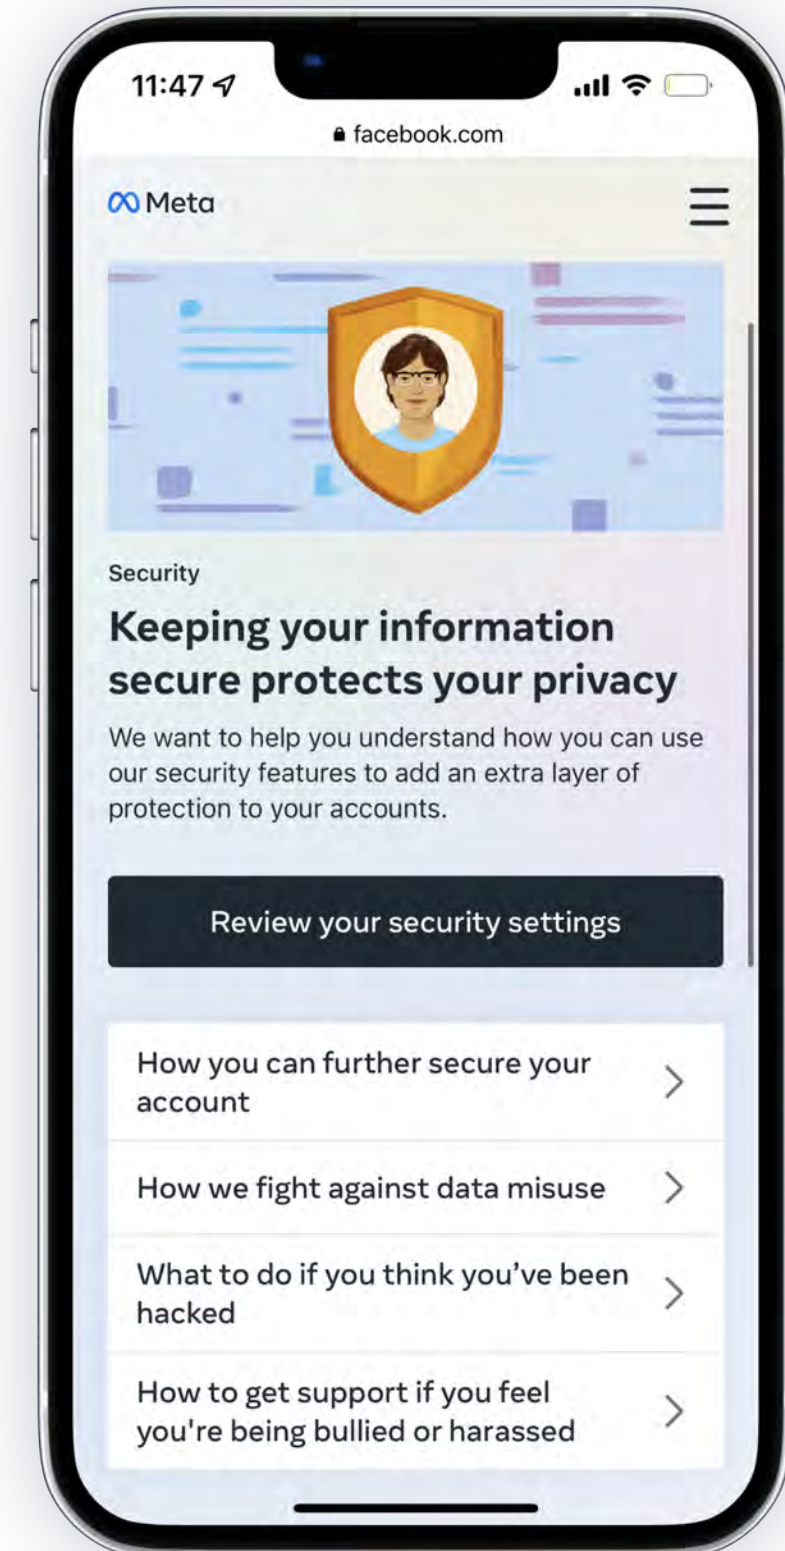 11:47
facebook.com
Meta
Security
Keeping your information
secure protects your privacy
We want to help you understand how you can use
our security features to add an extra layer of
protection to your accounts.
Review your security settings
How you can further secure your
account
How we fight against data misuse
What to do if you think you’ve been
hacked
How to get support if you feel
you're being bullied or harassed